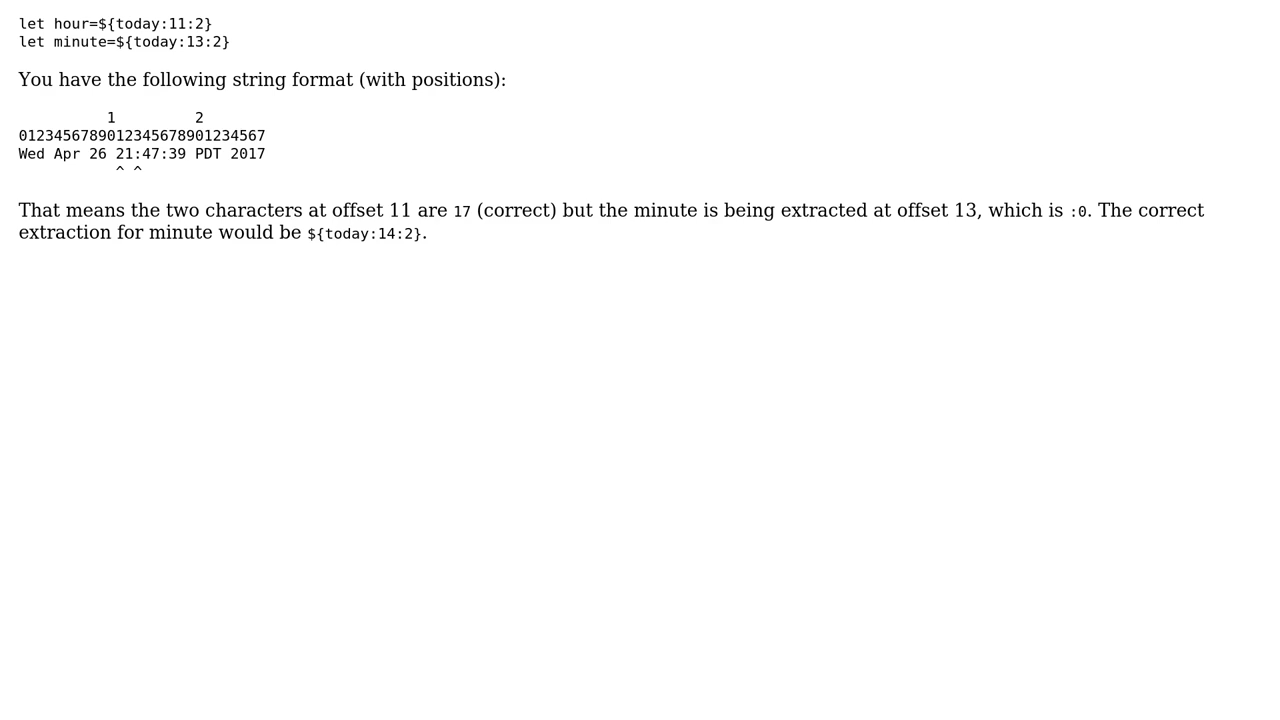 let hour=${today:11:2}
let minute=${today:13:2}
You have the following string format (with positions):
          1         2
0123456789012345678901234567
Wed Apr 26 21:47:39 PDT 2017
           ^ ^
That means the two characters at offset 11 are 17 (correct) but the minute is being extracted at offset 13, which is :0. The correct
extraction for minute would be ${today:14:2}.